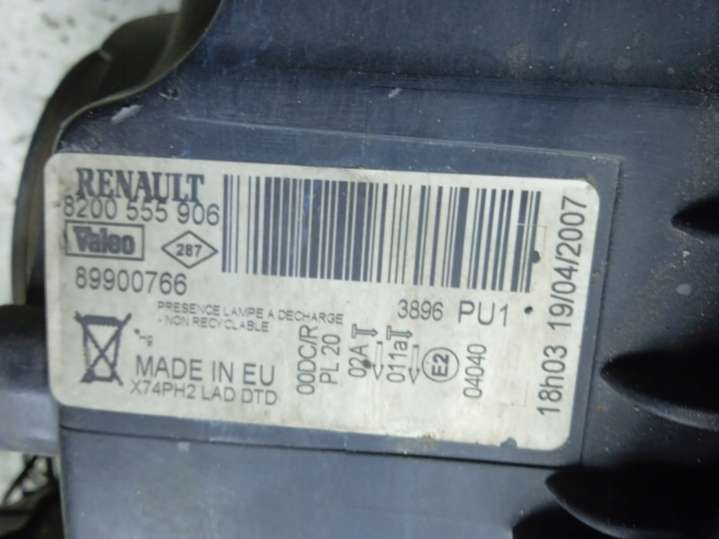 RENAULT
8200 555 906
Valeo
287
89900766
PRESENCE LAMPE A DECHARGE
- NON RECYCLABLE
3896 PU1
Hg
MADE IN EU
X74PH2 LAD DTD
00DC/R
PL 20
02A
011a
E2
04040
18h03 19/04/2007